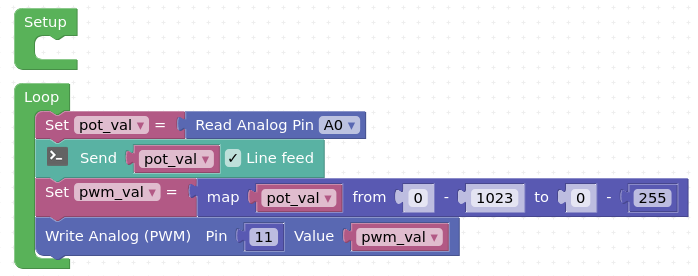 Setup
Loop
Set pot_val = Read Analog Pin A0
Send pot_val ✓ Line feed
Set pwm_val = map pot_val from 0 - 1023 to 0 - 255
Write Analog (PWM) Pin 11 Value pwm_val